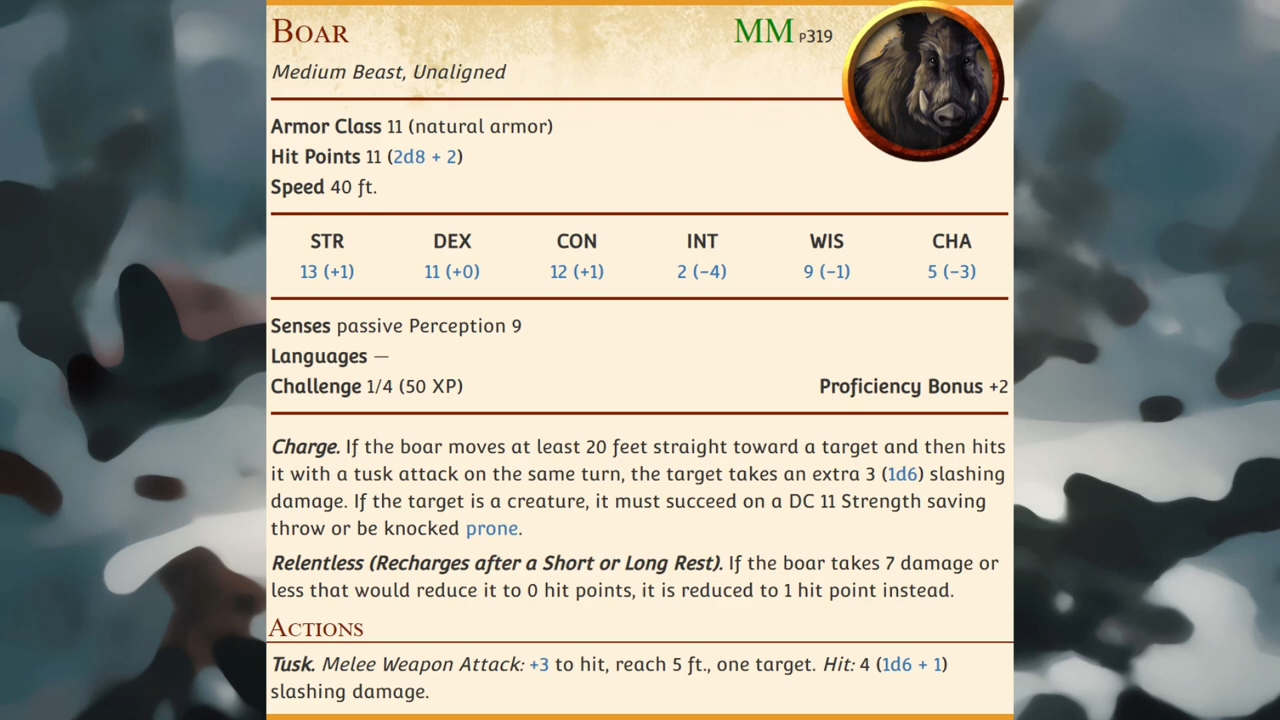 Boar MM p319
Medium Beast, Unaligned
Armor Class 11 (natural armor)
Hit Points 11 (2d8 + 2)
Speed 40 ft.
STR DEX CON INT WIS CHA
13 (+1) 11 (+0) 12 (+1) 2 (−4) 9 (−1) 5 (−3)
Senses passive Perception 9
Languages —
Challenge 1/4 (50 XP) Proficiency Bonus +2
Charge. If the boar moves at least 20 feet straight toward a target and then hits
it with a tusk attack on the same turn, the target takes an extra 3 (1d6) slashing
damage. If the target is a creature, it must succeed on a DC 11 Strength saving
throw or be knocked prone.
Relentless (Recharges after a Short or Long Rest). If the boar takes 7 damage or
less that would reduce it to 0 hit points, it is reduced to 1 hit point instead.
Actions
Tusk. Melee Weapon Attack: +3 to hit, reach 5 ft., one target. Hit: 4 (1d6 + 1)
slashing damage.